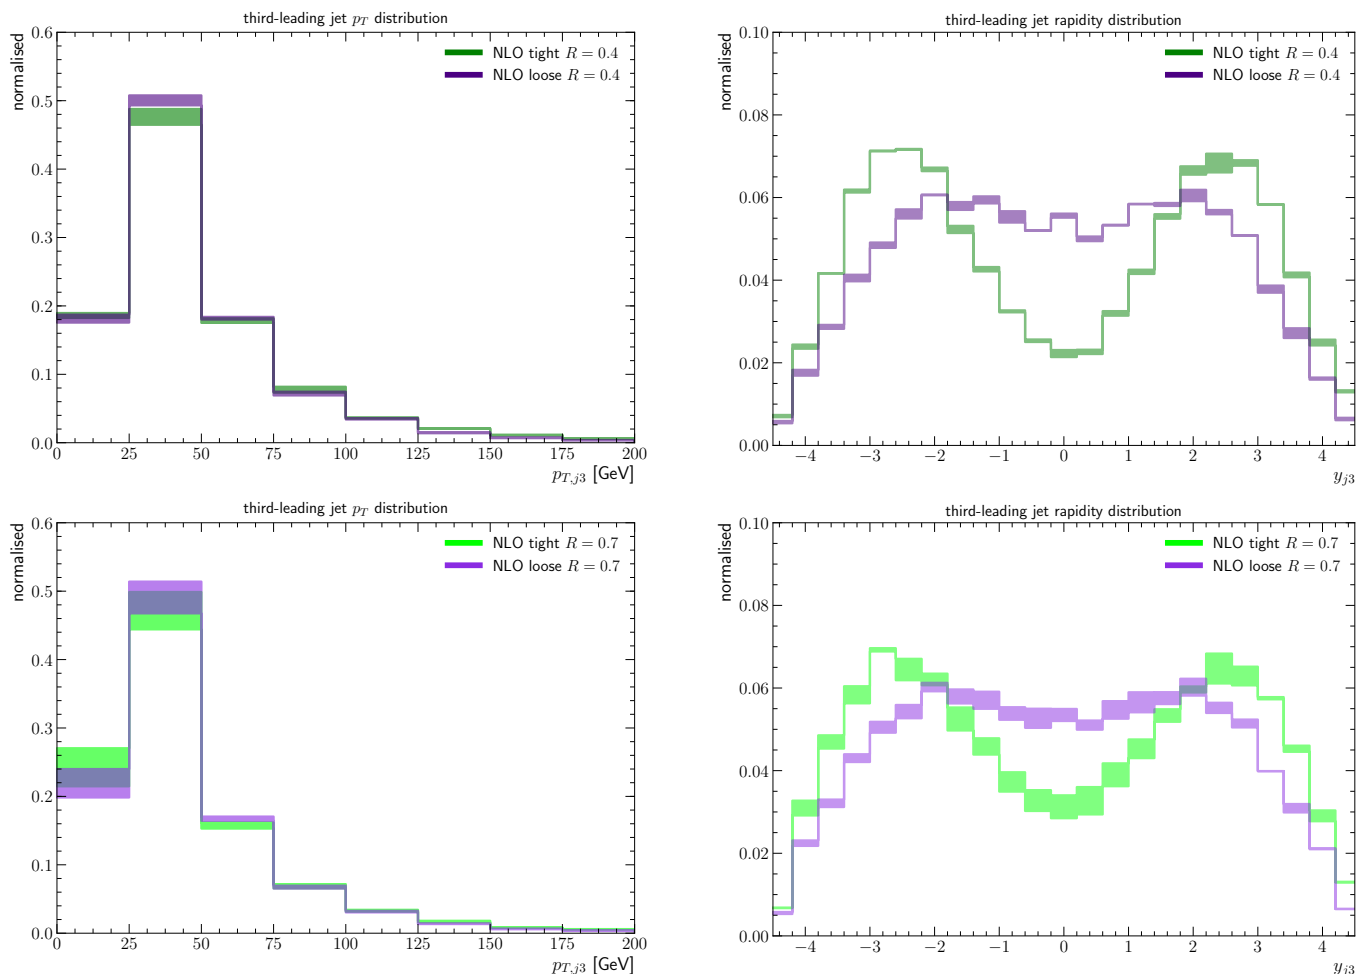 third-leading jet p_T distribution
normalised
NLO tight R = 0.4
NLO loose R = 0.4
0.6
0.5
0.4
0.3
0.2
0.1
0.0
0 25 50 75 100 125 150 175 200
p_{T,j3} [GeV]
third-leading jet rapidity distribution
normalised
NLO tight R = 0.4
NLO loose R = 0.4
0.10
0.08
0.06
0.04
0.02
0.00
−4 −3 −2 −1 0 1 2 3 4
y_{j3}
third-leading jet p_T distribution
normalised
NLO tight R = 0.7
NLO loose R = 0.7
0.6
0.5
0.4
0.3
0.2
0.1
0.0
0 25 50 75 100 125 150 175 200
p_{T,j3} [GeV]
third-leading jet rapidity distribution
normalised
NLO tight R = 0.7
NLO loose R = 0.7
0.10
0.08
0.06
0.04
0.02
0.00
−4 −3 −2 −1 0 1 2 3 4
y_{j3}